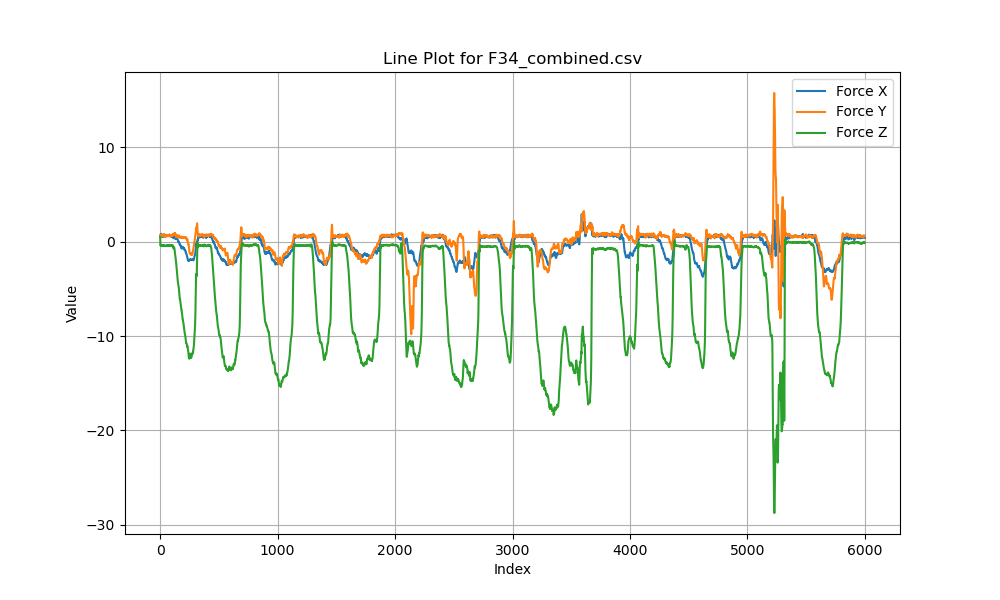 Line Plot for F34_combined.csv
Force X
Force Y
Force Z
10
0
−10
−20
−30
Value
0 1000 2000 3000 4000 5000 6000
Index